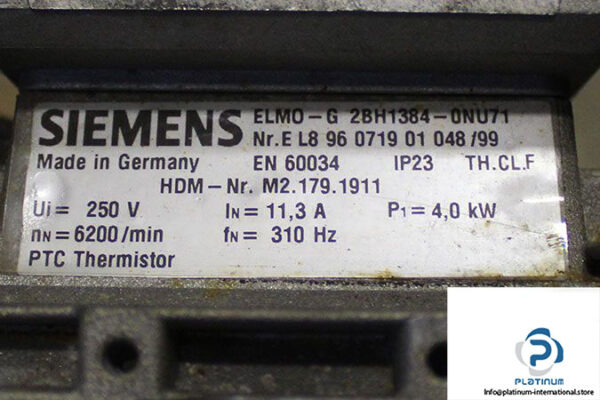 SIEMENS
ELMO-G 2BH1384-0NU71
Nr.E L8 96 0719 01 048 /99
Made in Germany EN 60034 IP23 TH.CL.F
HDM-Nr. M2.179.1911
Ui = 250 V IN = 11,3 A P1 = 4,0 kW
nN = 6200/min fN = 310 Hz
PTC Thermistor
PLATINUM
INTERNATIONAL
info@platinum-international.store